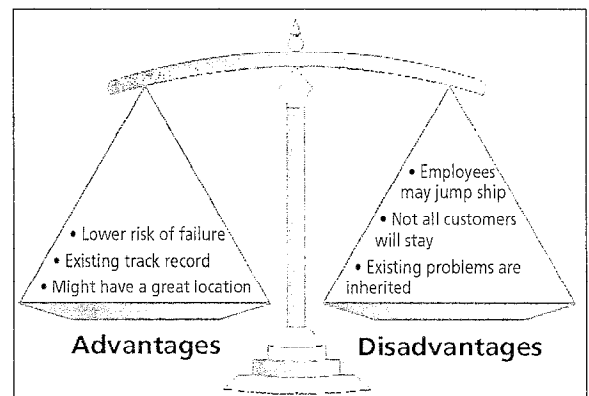 • Lower risk of failure
• Existing track record
• Might have a great location
Advantages
• Employees
may jump ship
• Not all customers
will stay
• Existing problems are
inherited
Disadvantages